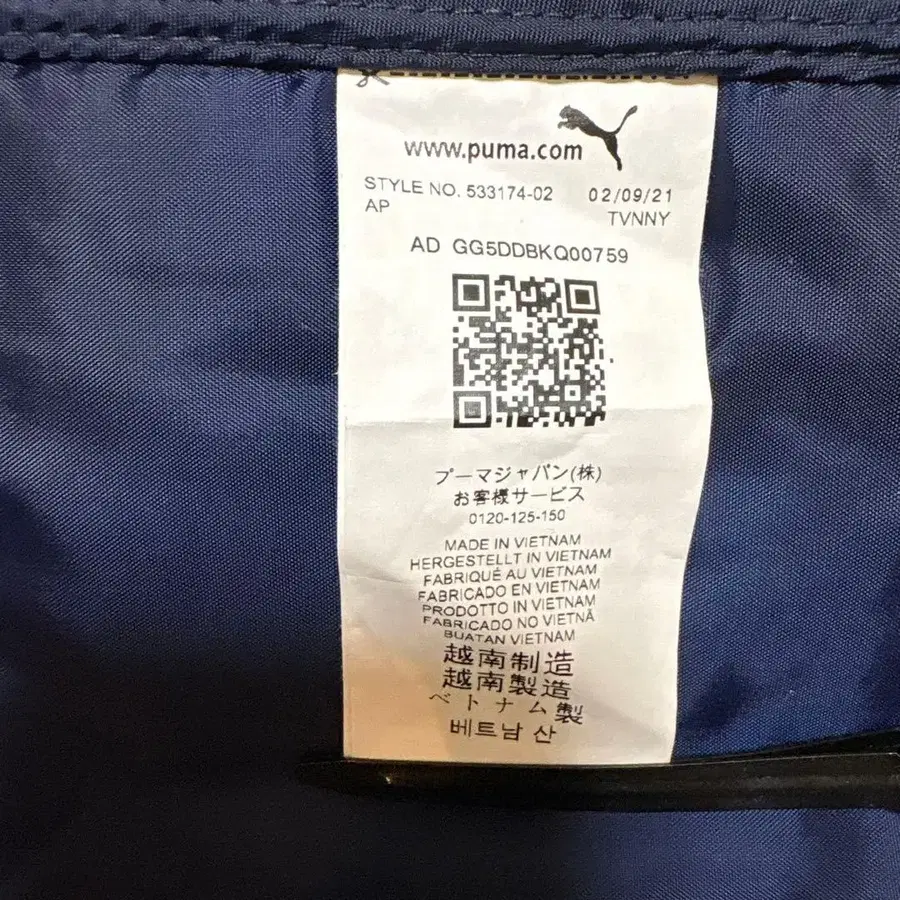 www.puma.com
STYLE NO. 533174-02 02/09/21
AP TVNNY
AD GG5DDBKQ00759
プーマジャパン(株)
お客様サービス
0120-125-150
MADE IN VIETNAM
HERGESTELLT IN VIETNAM
FABRIQUÉ AU VIETNAM
FABRICADO EN VIETNAM
PRODOTTO IN VIETNAM
FABRICADO NO VIETNÃ
BUATAN VIETNAM
越南制造
越南製造
ベトナム製
베트남 산